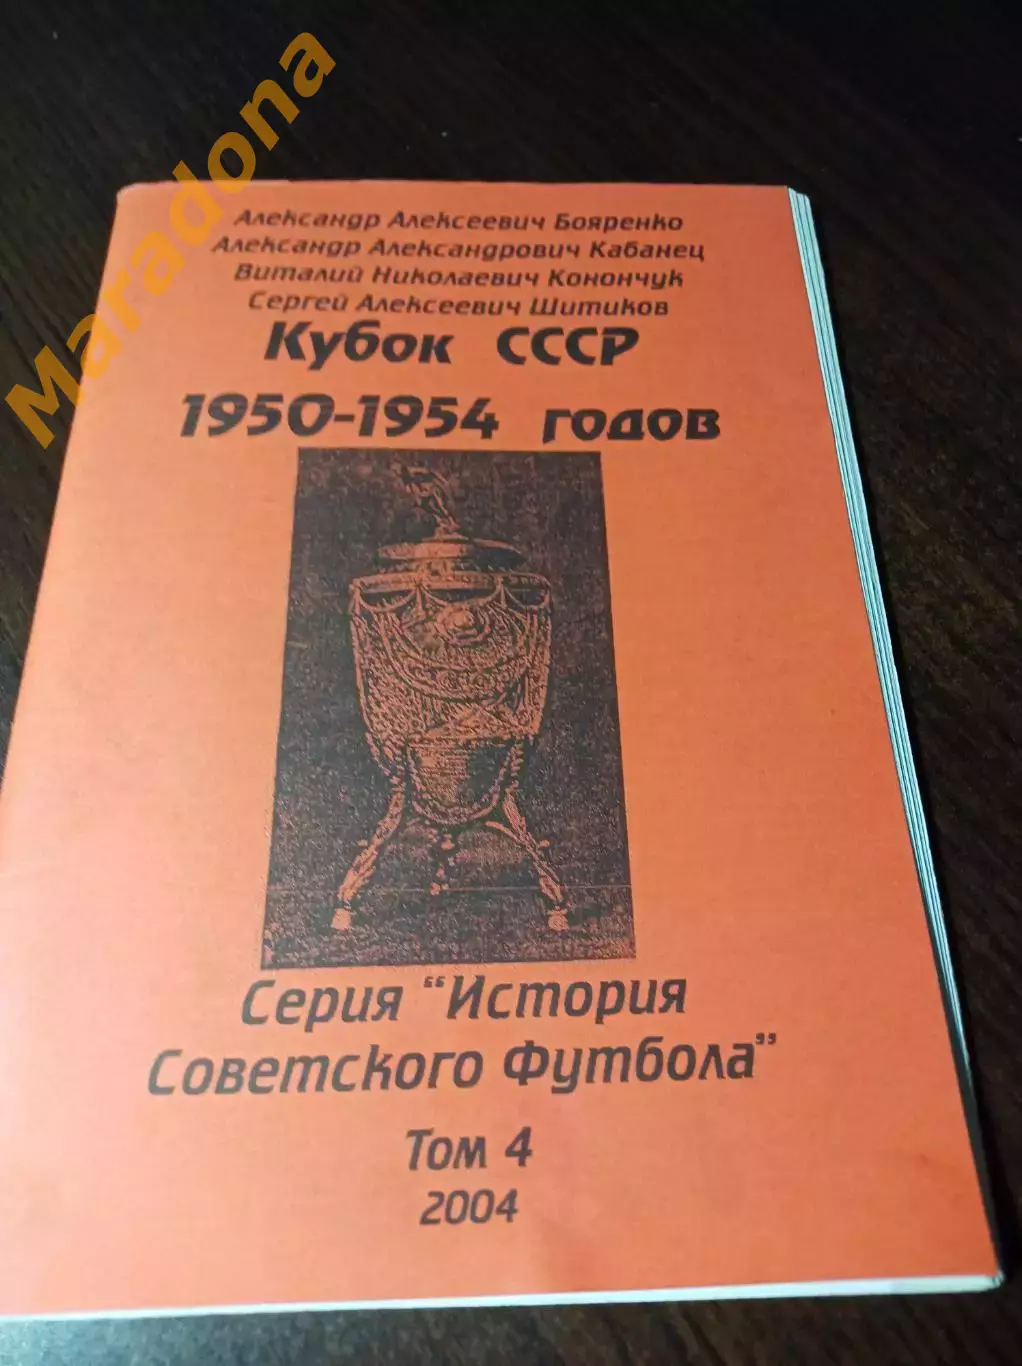 Maradona
Александр Алексеевич Бояренко
Александр Александрович Кабанец
Виталий Николаевич Конончук
Сергей Алексеевич Шитиков
Кубок СССР
1950-1954 годов
Серия "История
Советского Футбола"
Том 4
2004